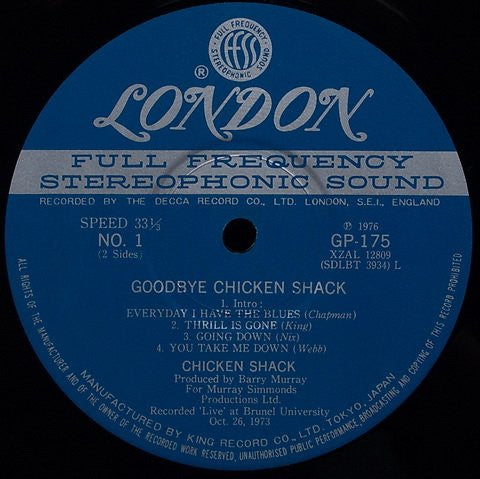 FULL FREQUENCY
ffss
STEREOPHONIC SOUND
®
LONDON
FULL FREQUENCY
STEREOPHONIC SOUND
RECORDED BY THE DECCA RECORD CO., LTD. LONDON, S.E.I., ENGLAND
SPEED 33⅓
NO. 1
(2 Sides)
℗ 1976
GP-175
XZAL 12809
(SDLBT 3934) L
GOODBYE CHICKEN SHACK
1. Intro:
EVERYDAY I HAVE THE BLUES (Chapman)
2. THRILL IS GONE (King)
3. GOING DOWN (Nix)
4. YOU TAKE ME DOWN (Webb)
CHICKEN SHACK
Produced by Barry Murray
For Murray Simmonds
Productions Ltd.
Recorded 'Live' at Brunel University
Oct. 26, 1973
MANUFACTURED BY KING RECORD CO., LTD. TOKYO, JAPAN
ALL RIGHTS OF THE MANUFACTURER AND OF THE OWNER OF THE RECORDED WORK RESERVED, UNAUTHORISED PUBLIC PERFORMANCE, BROADCASTING AND COPYING OF THIS RECORD PROHIBITED